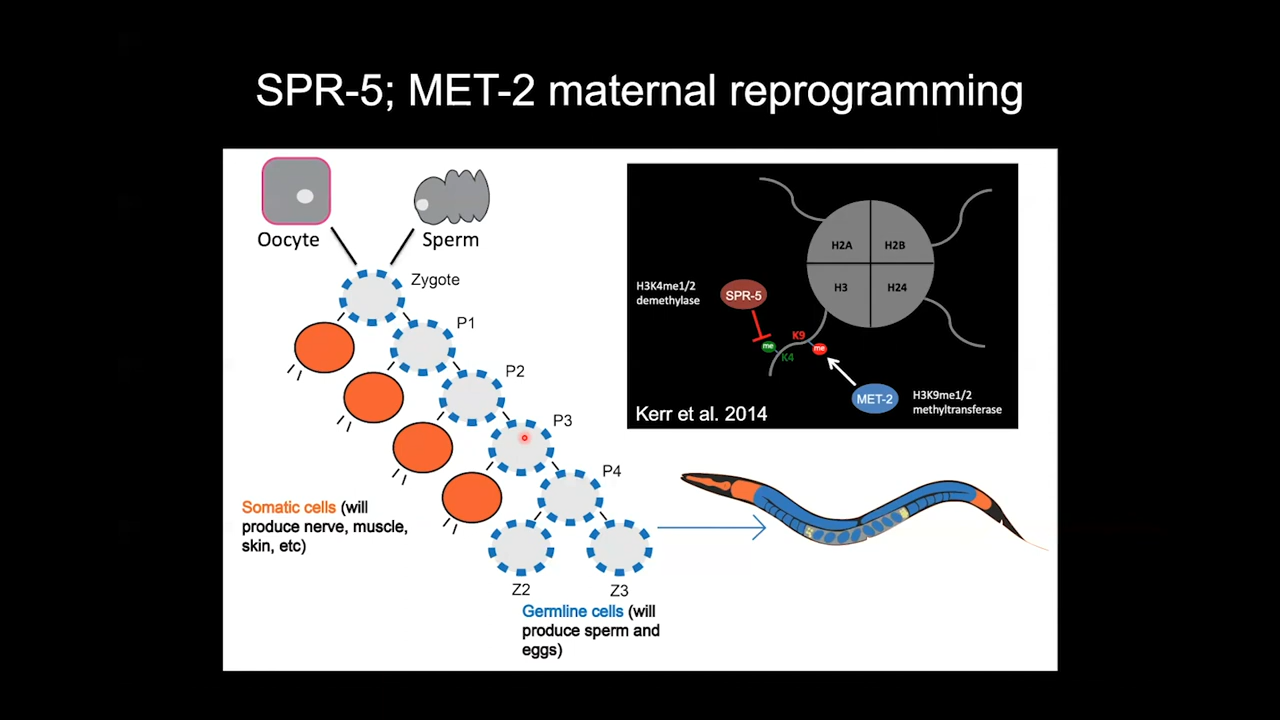 SPR-5; MET-2 maternal reprogramming
Oocyte
Sperm
Zygote
P1
P2
P3
P4
Z2
Z3
Somatic cells (will
produce nerve, muscle,
skin, etc)
Germline cells (will
produce sperm and
eggs)
H2A
H2B
H3
H24
H3K4me1/2
demethylase
SPR-5
me
K4
K9
me
MET-2
H3K9me1/2
methyltransferase
Kerr et al. 2014